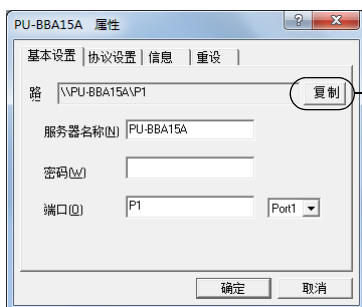 PU-BBA15A 属性
基本设置 协议设置 信息 重设
路 \\PU-BBA15A\P1 复制
服务器名称(N) PU-BBA15A
密码(W)
端口(O) P1 Port1
确定 取消